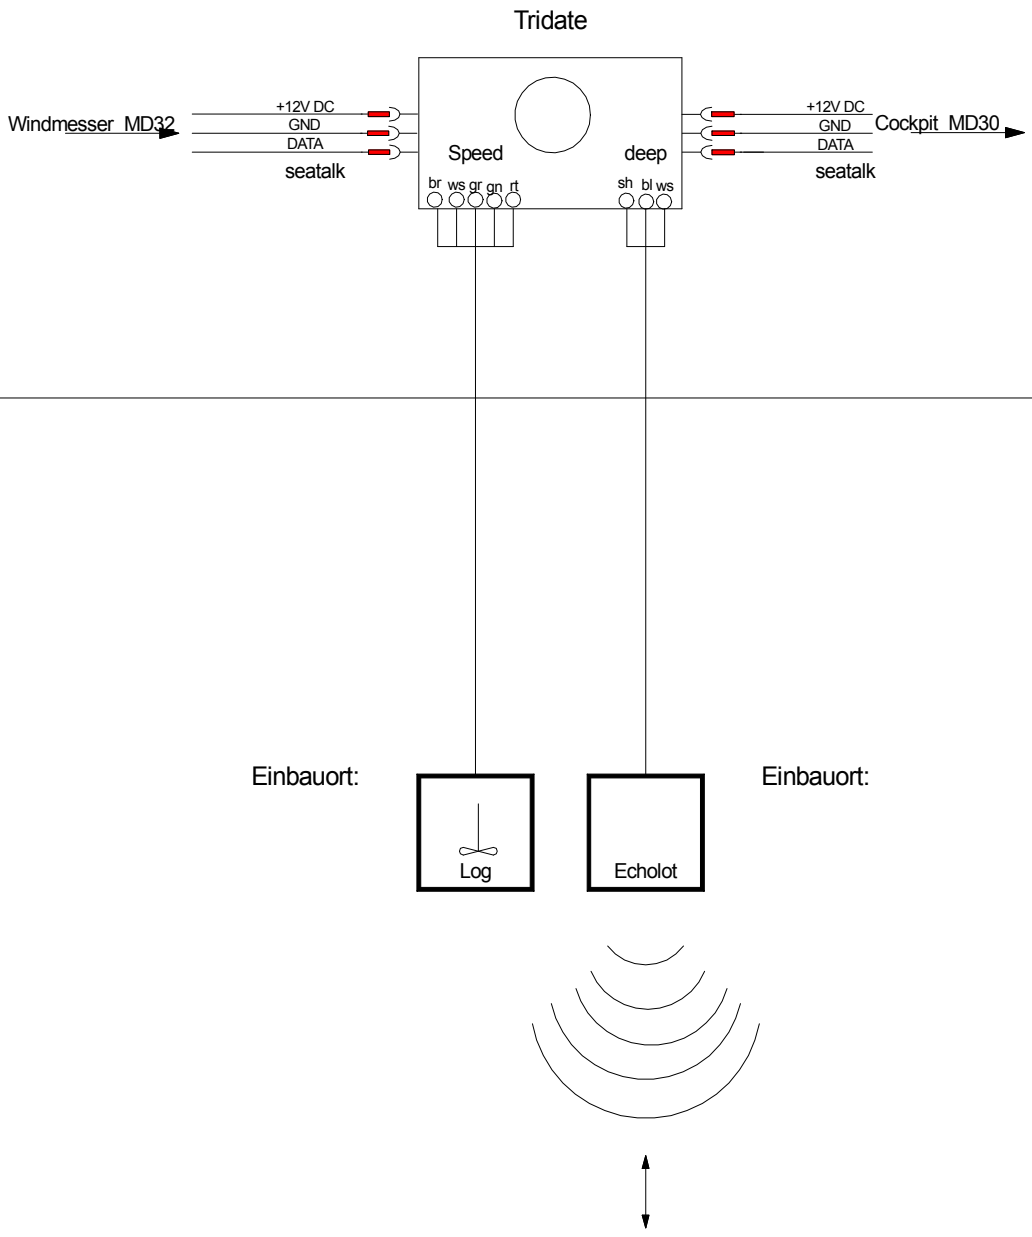 Tridate
+12V DC
+12V DC
Windmesser MD32
GND
GND
Cockpit MD30
DATA
DATA
seatalk
Speed
deep
seatalk
br ws gr gn rt
sh bl ws
Einbauort:
Einbauort:
Log
Echolot